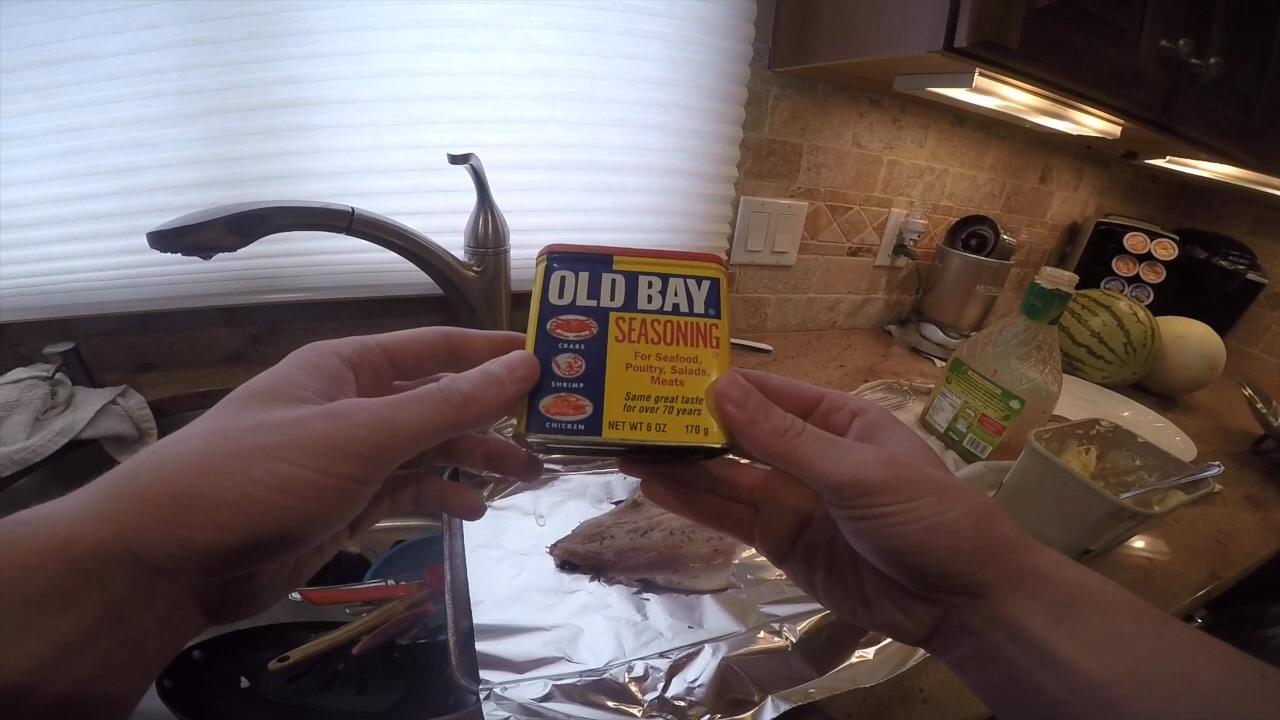 OLD BAY®
SEASONING
CRABS
SHRIMP
CHICKEN
For Seafood,
Poultry, Salads,
Meats
Same great taste
for over 70 years
NET WT 6 OZ 170 g